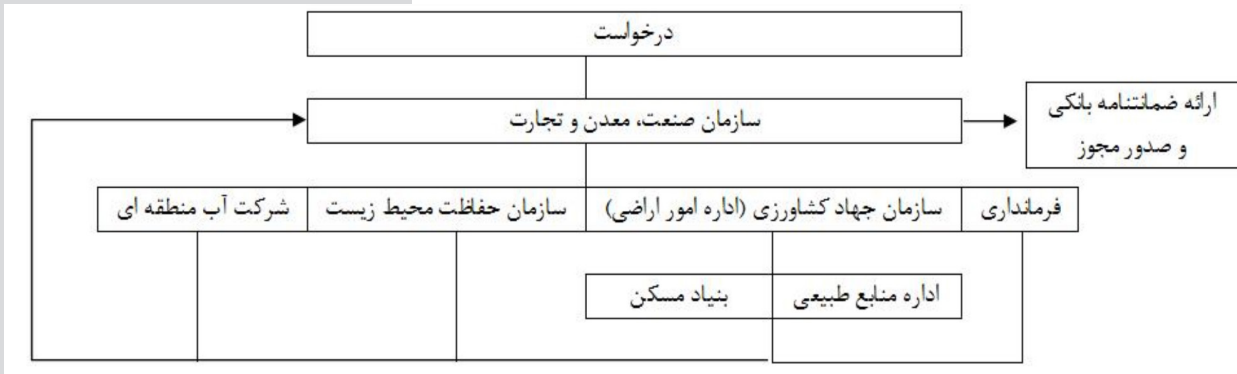 درخواست
سازمان صنعت، معدن و تجارت
ارائه ضمانتنامه بانکی
و صدور مجوز
فرمانداری
سازمان جهاد کشاورزی (اداره امور اراضی)
سازمان حفاظت محیط زیست
شرکت آب منطقه ای
اداره منابع طبیعی
بنیاد مسکن